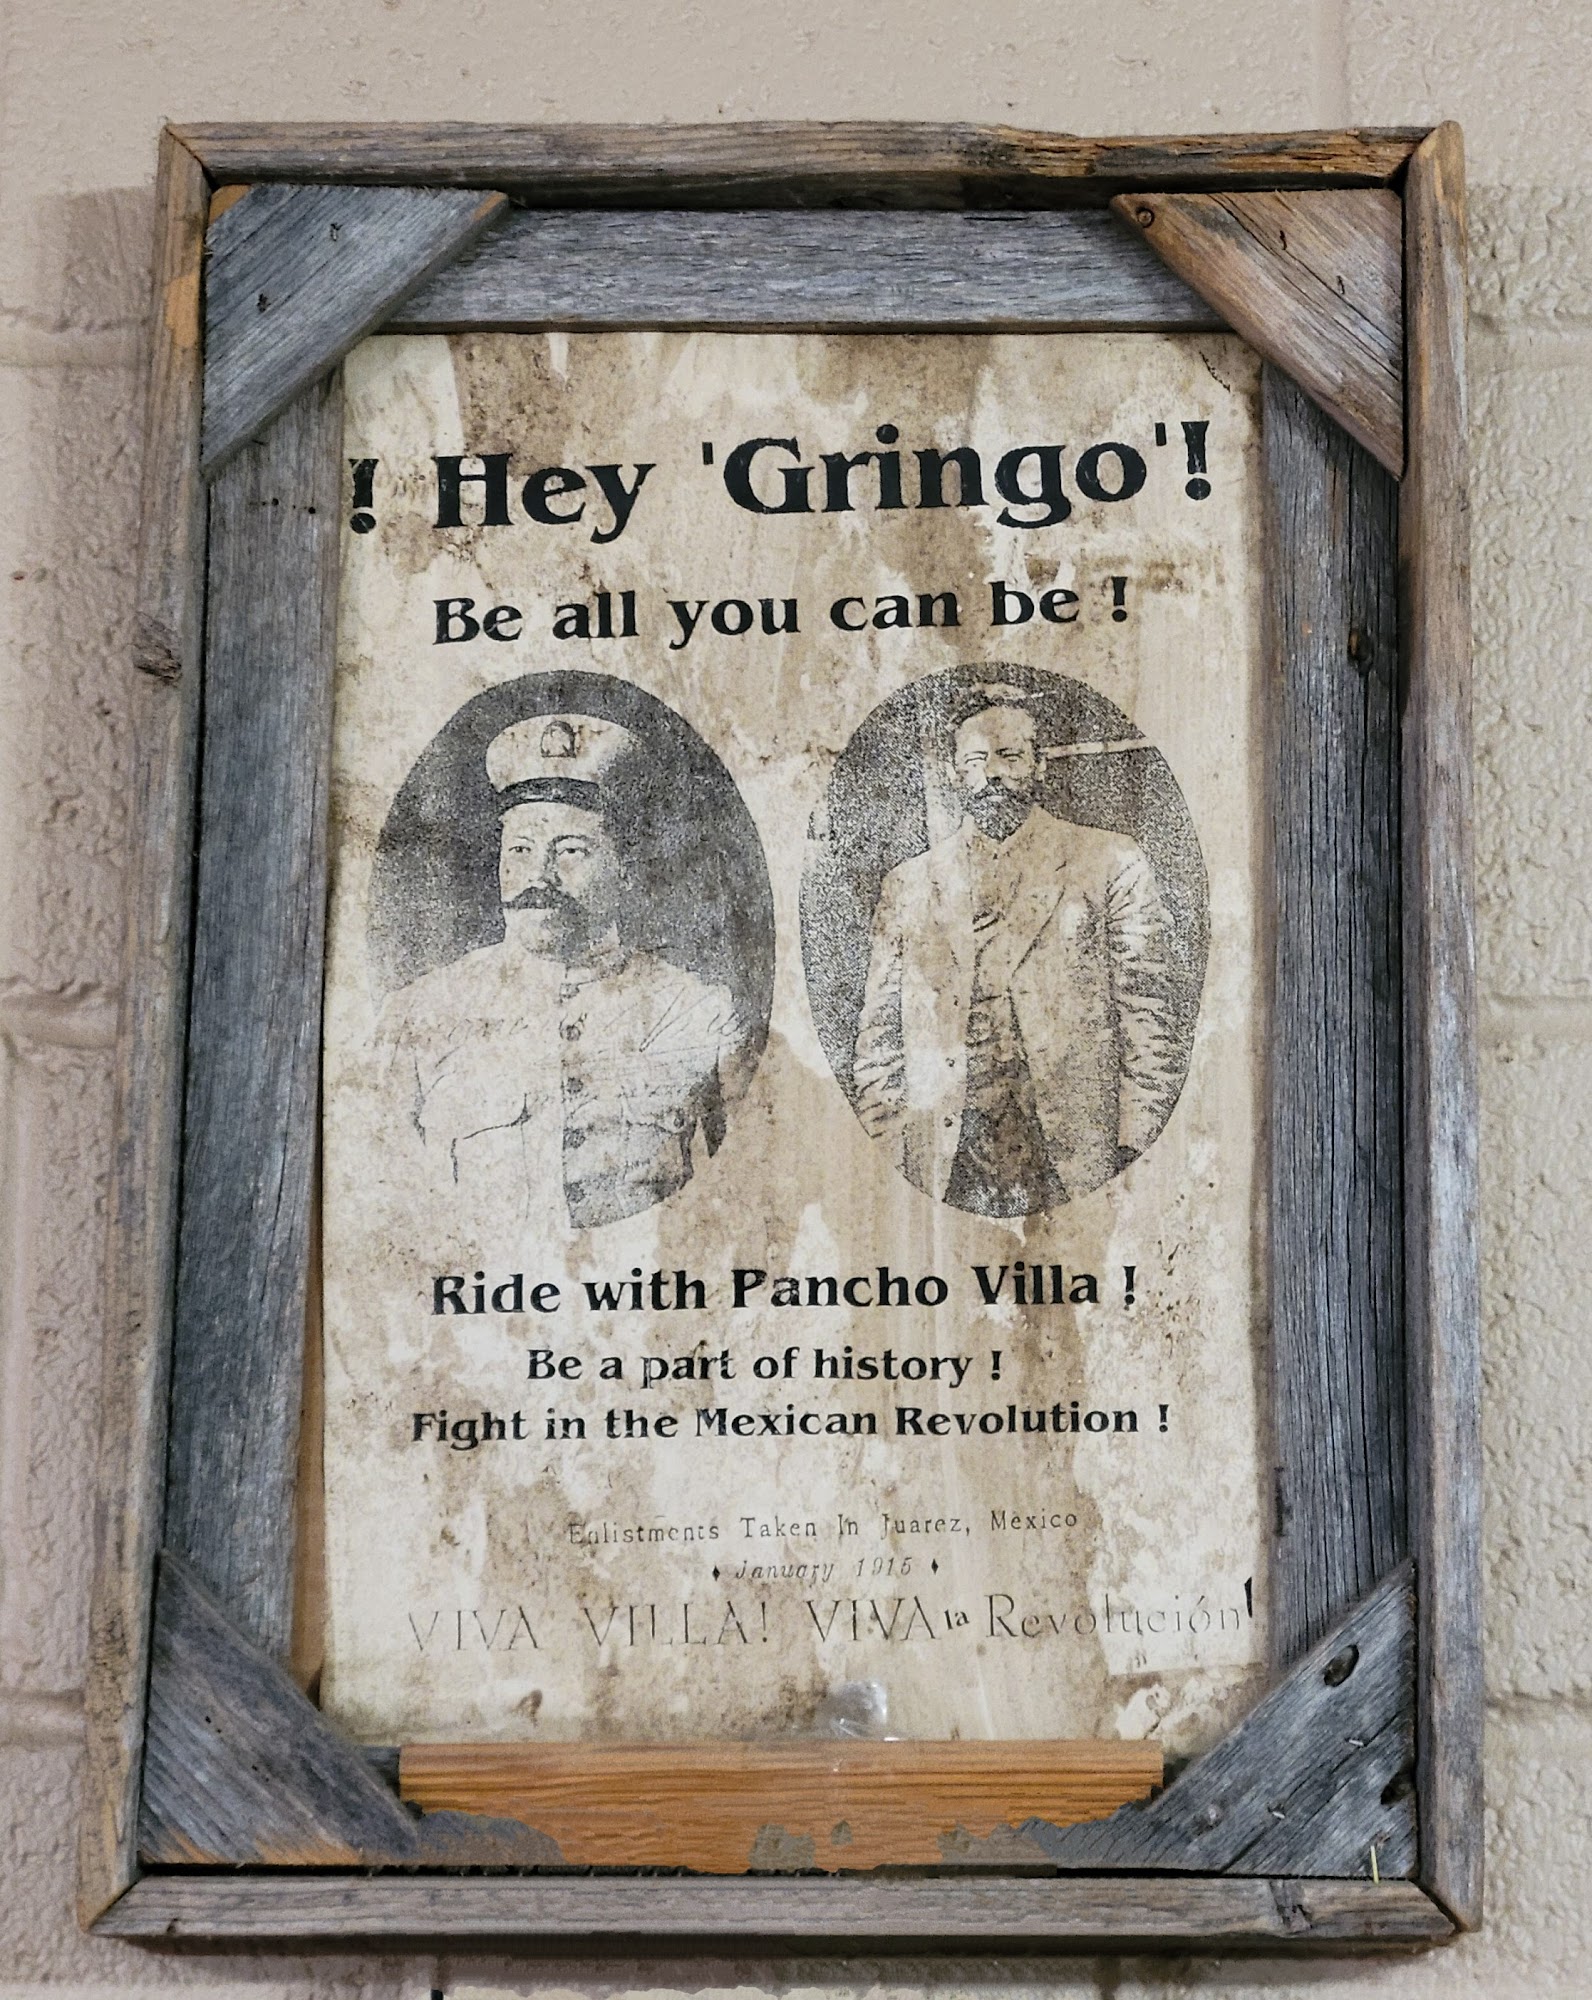 ! Hey 'Gringo'!
Be all you can be !
Ride with Pancho Villa !
Be a part of history !
Fight in the Mexican Revolution !
Enlistments Taken In Juarez, Mexico
♦ January 1915 ♦
VIVA VILLA! VIVA la Revolución!